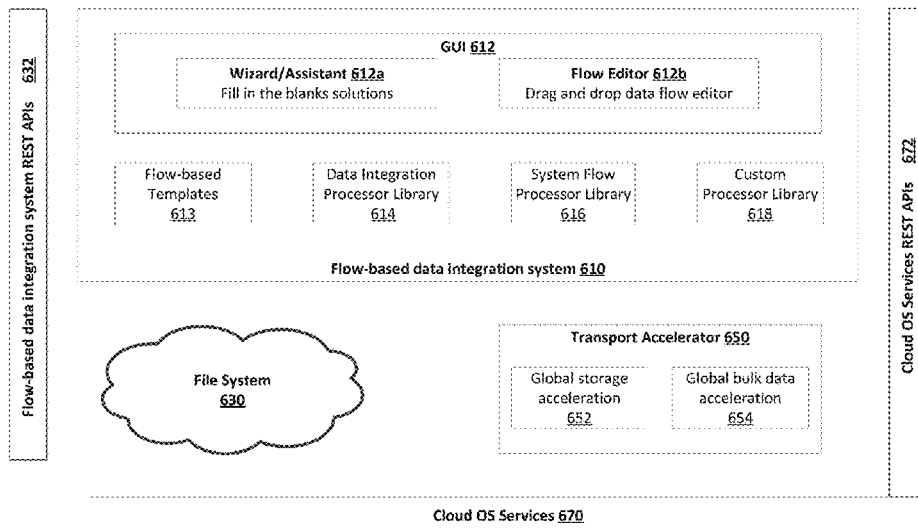 Flow-based data integration system REST APIs 632
GUI 612
Wizard/Assistant 612a
Fill in the blanks solutions
Flow Editor 612b
Drag and drop data flow editor
Flow-based
Templates
613
Data Integration
Processor Library
614
System Flow
Processor Library
616
Custom
Processor Library
618
Flow-based data integration system 610
File System
630
Transport Accelerator 650
Global storage
acceleration
652
Global bulk data
acceleration
654
Cloud OS Services REST APIs 672
Cloud OS Services 670